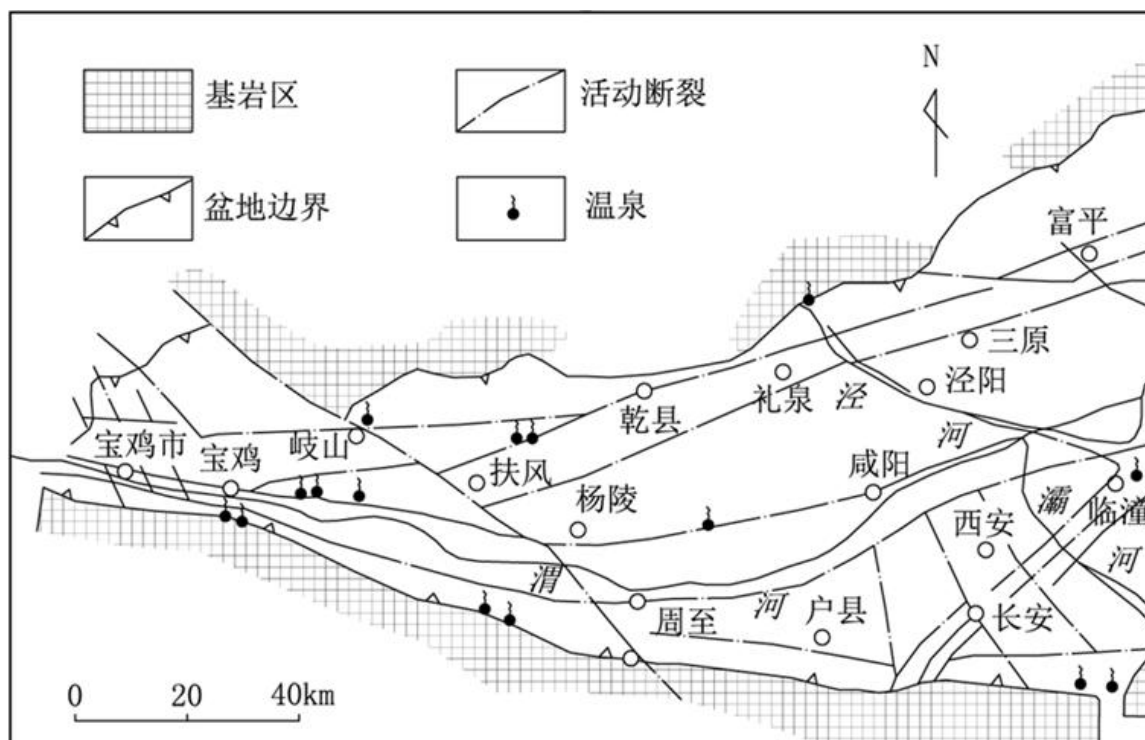 基岩区
活动断裂
N
盆地边界
温泉
富平
三原
泾阳
礼泉
泾
河
乾县
岐山
宝鸡市
宝鸡
扶风
杨陵
咸阳
灞
河
临潼
西安
渭
河
周至
户县
长安
0 20 40km